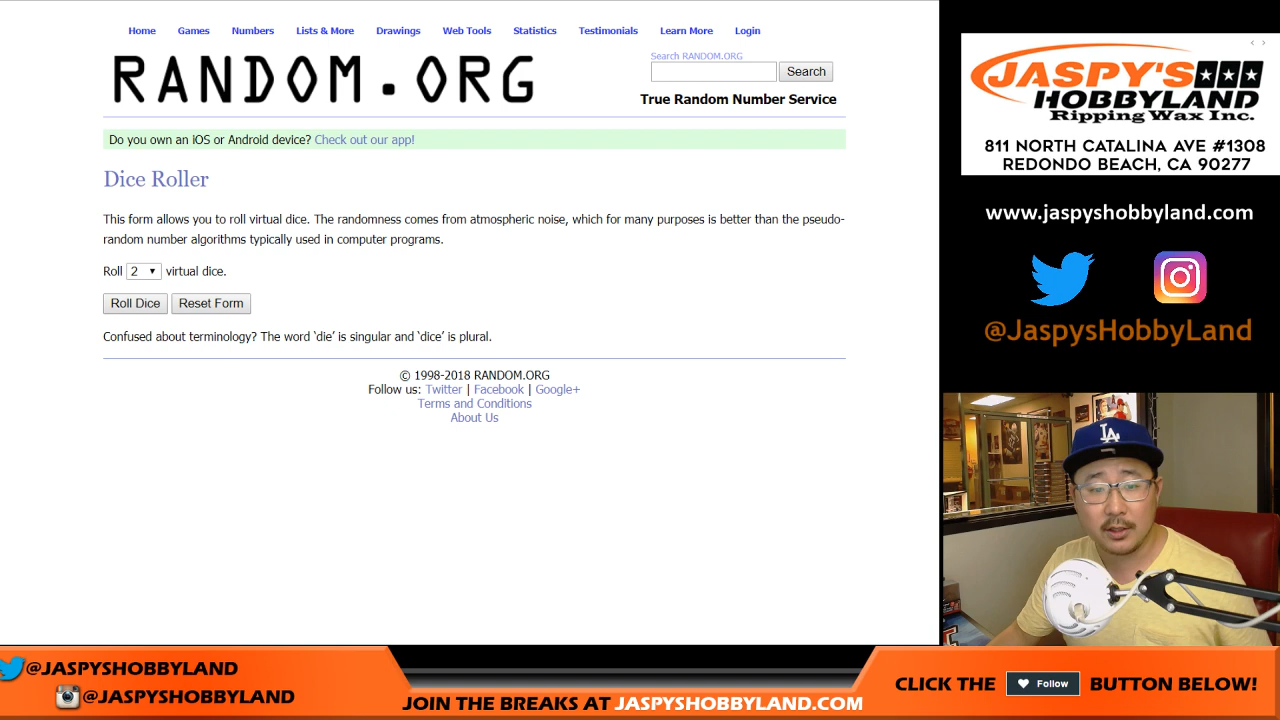 Home Games Numbers Lists & More Drawings Web Tools Statistics Testimonials Learn More Login
RANDOM.ORG
Search RANDOM.ORG
Search
True Random Number Service
Do you own an iOS or Android device? Check out our app!
Dice Roller
This form allows you to roll virtual dice. The randomness comes from atmospheric noise, which for many purposes is better than the pseudo-
random number algorithms typically used in computer programs.
Roll 2 virtual dice.
Roll Dice Reset Form
Confused about terminology? The word ‘die’ is singular and ‘dice’ is plural.
© 1998-2018 RANDOM.ORG
Follow us: Twitter | Facebook | Google+
Terms and Conditions
About Us
JASPY'S
HOBBYLAND
Ripping Wax Inc.
811 NORTH CATALINA AVE #1308
REDONDO BEACH, CA 90277
www.jaspyshobbyland.com
@JaspysHobbyLand
LA
@JASPYSHOBBYLAND
@JASPYSHOBBYLAND
JOIN THE BREAKS AT JASPYSHOBBYLAND.COM
CLICK THE Follow BUTTON BELOW!